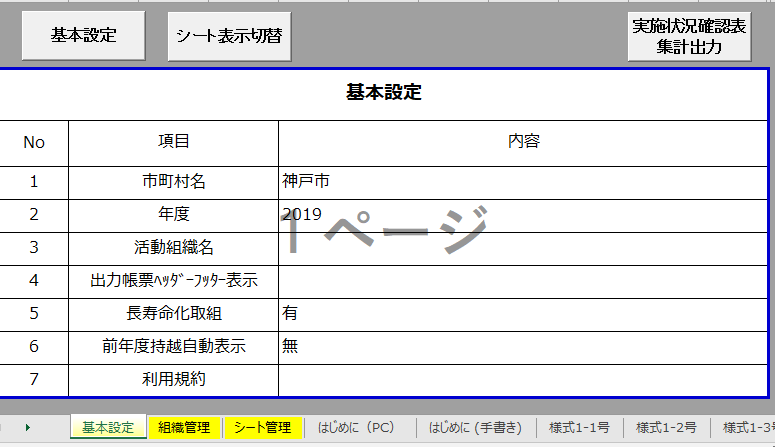 基本設定 シート表示切替 実施状況確認表
集計出力
基本設定
No 項目 内容
1 市町村名 神戸市
2 年度 2019
1 ページ
3 活動組織名
4 出力帳票ﾍｯﾀﾞｰﾌｯﾀｰ表示
5 長寿命化取組 有
6 前年度持越自動表示 無
7 利用規約
基本設定 組織管理 シート管理 はじめに（PC） はじめに (手書き) 様式1-1号 様式1-2号 様式1-3号